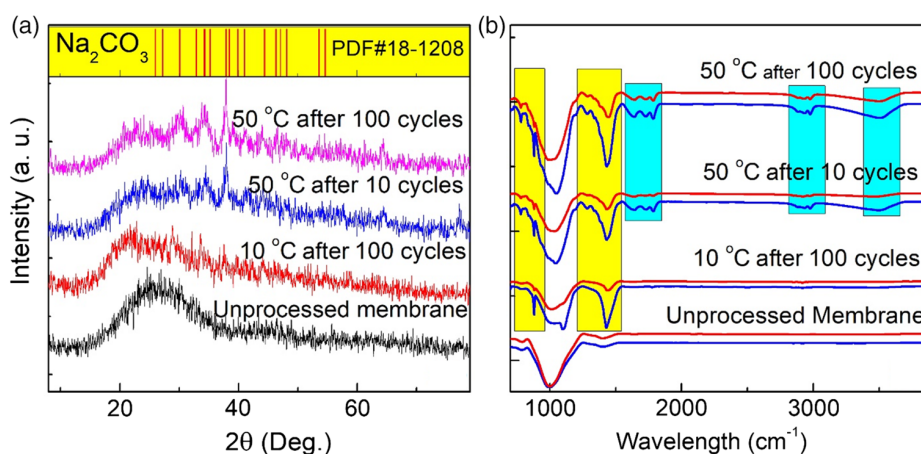 (a)
Na₂CO₃
PDF#18-1208
50 °C after 100 cycles
50 °C after 10 cycles
10 °C after 100 cycles
Unprocessed membrane
Intensity (a. u.)
20 40 60
2θ (Deg.)
(b)
50 °C after 100 cycles
50 °C after 10 cycles
10 °C after 100 cycles
Unprocessed Membrane
1000 2000 3000
Wavelength (cm⁻¹)